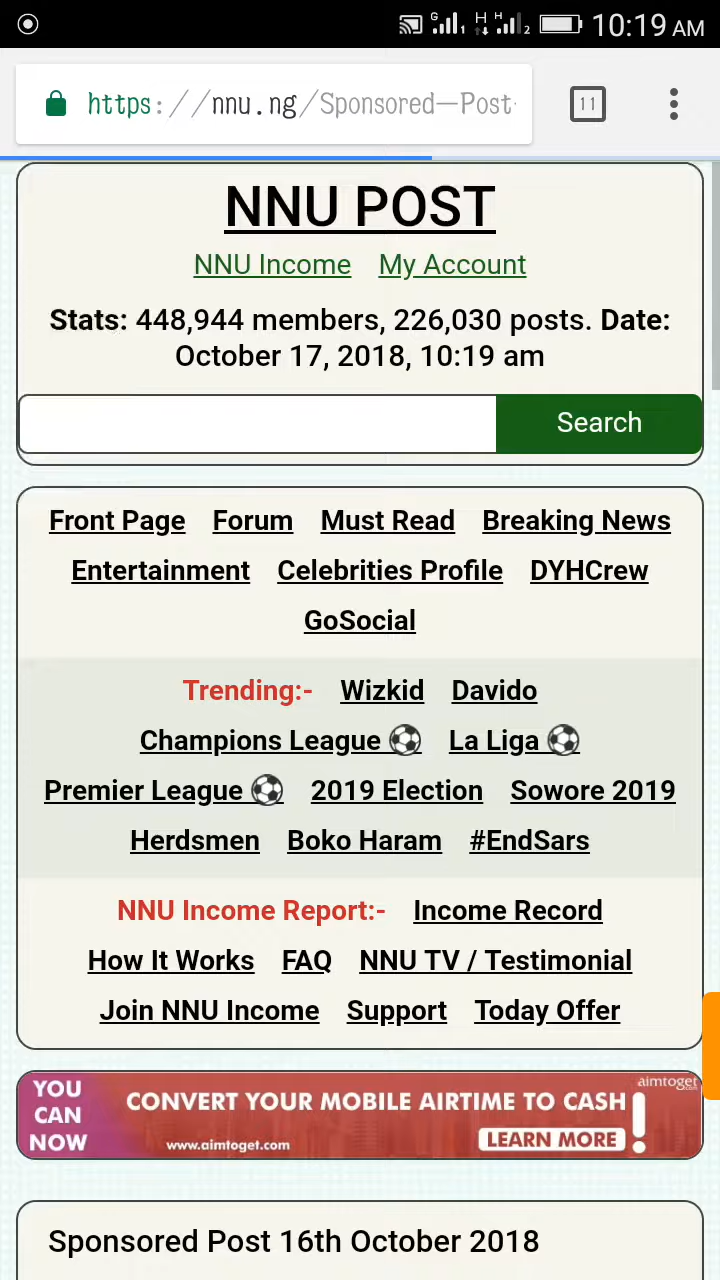 G 1 H H 2 10:19 AM
https://nnu.ng/Sponsored-Post- 11
NNU POST
NNU Income My Account
Stats: 448,944 members, 226,030 posts. Date:
October 17, 2018, 10:19 am
Search
Front Page Forum Must Read Breaking News
Entertainment Celebrities Profile DYHCrew
GoSocial
Trending:- Wizkid Davido
Champions League ⚽ La Liga ⚽
Premier League ⚽ 2019 Election Sowore 2019
Herdsmen Boko Haram #EndSars
NNU Income Report:- Income Record
How It Works FAQ NNU TV / Testimonial
Join NNU Income Support Today Offer
aimtoget.com
YOU CAN NOW CONVERT YOUR MOBILE AIRTIME TO CASH!
www.aimtoget.com LEARN MORE
Sponsored Post 16th October 2018